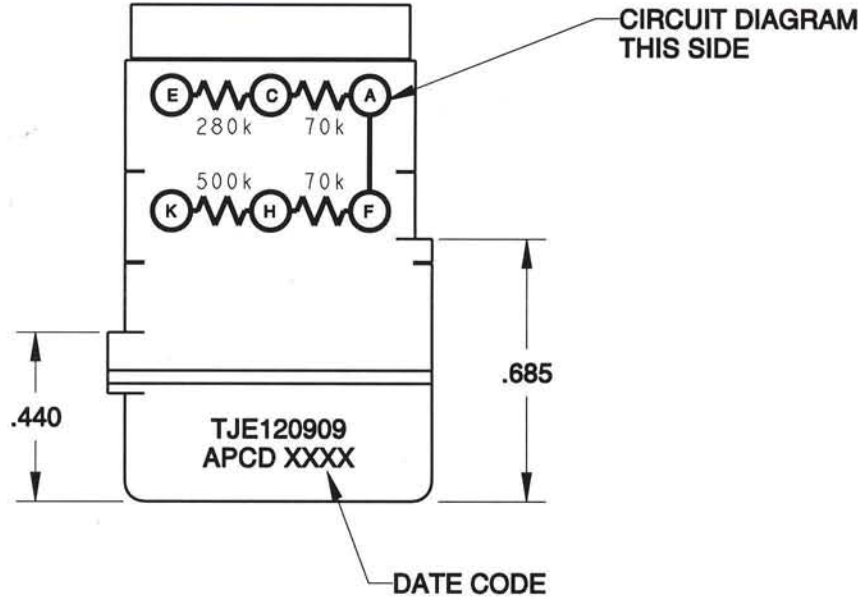 CIRCUIT DIAGRAM
THIS SIDE
E C A
280k 70k
500k 70k
K H F
.685
.440
TJE120909
APCD XXXX
DATE CODE